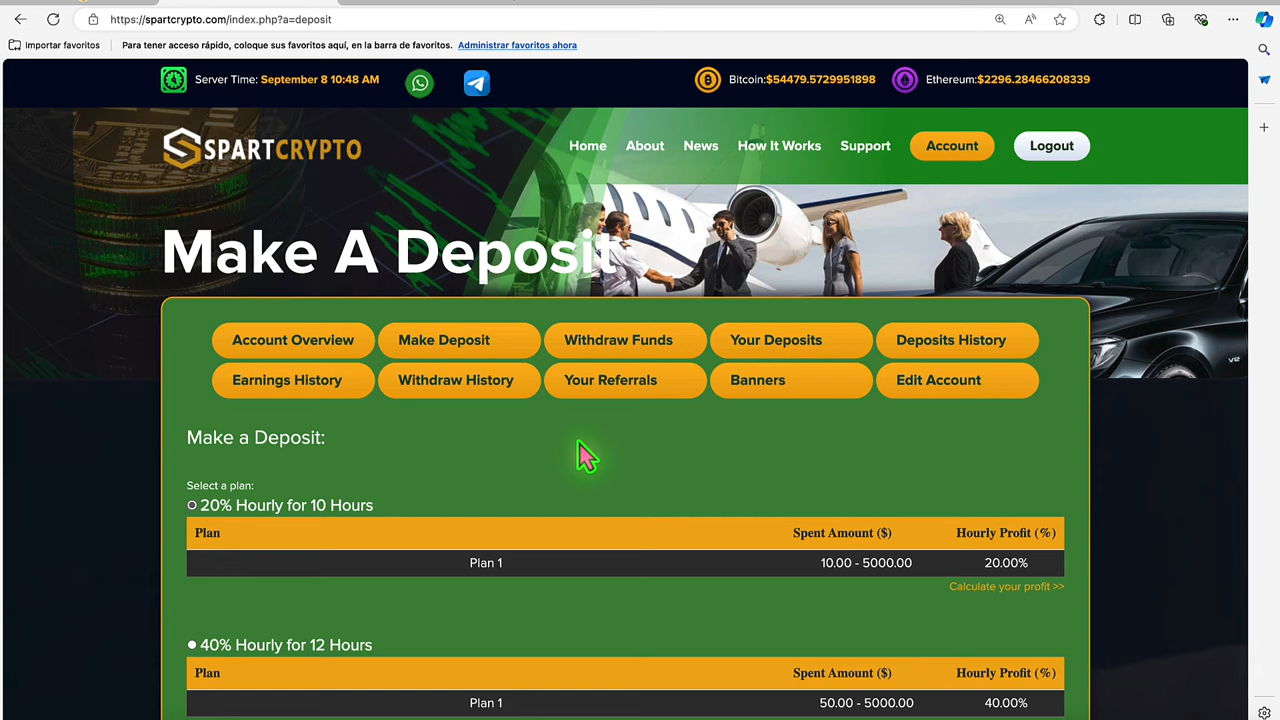 https://spartcrypto.com/index.php?a=deposit
Importar favoritos
Para tener acceso rápido, coloque sus favoritos aquí, en la barra de favoritos. Administrar favoritos ahora
Server Time: September 8 10:48 AM
Bitcoin:$54479.5729951898
Ethereum:$2296.28466208339
SPARTCRYPTO
Home About News How It Works Support Account Logout
Make A Deposit
Account Overview Make Deposit Withdraw Funds Your Deposits Deposits History
Earnings History Withdraw History Your Referrals Banners Edit Account
Make a Deposit:
Select a plan:
20% Hourly for 10 Hours
Plan Spent Amount ($) Hourly Profit (%)
Plan 1 10.00 - 5000.00 20.00%
Calculate your profit >>
40% Hourly for 12 Hours
Plan Spent Amount ($) Hourly Profit (%)
Plan 1 50.00 - 5000.00 40.00%